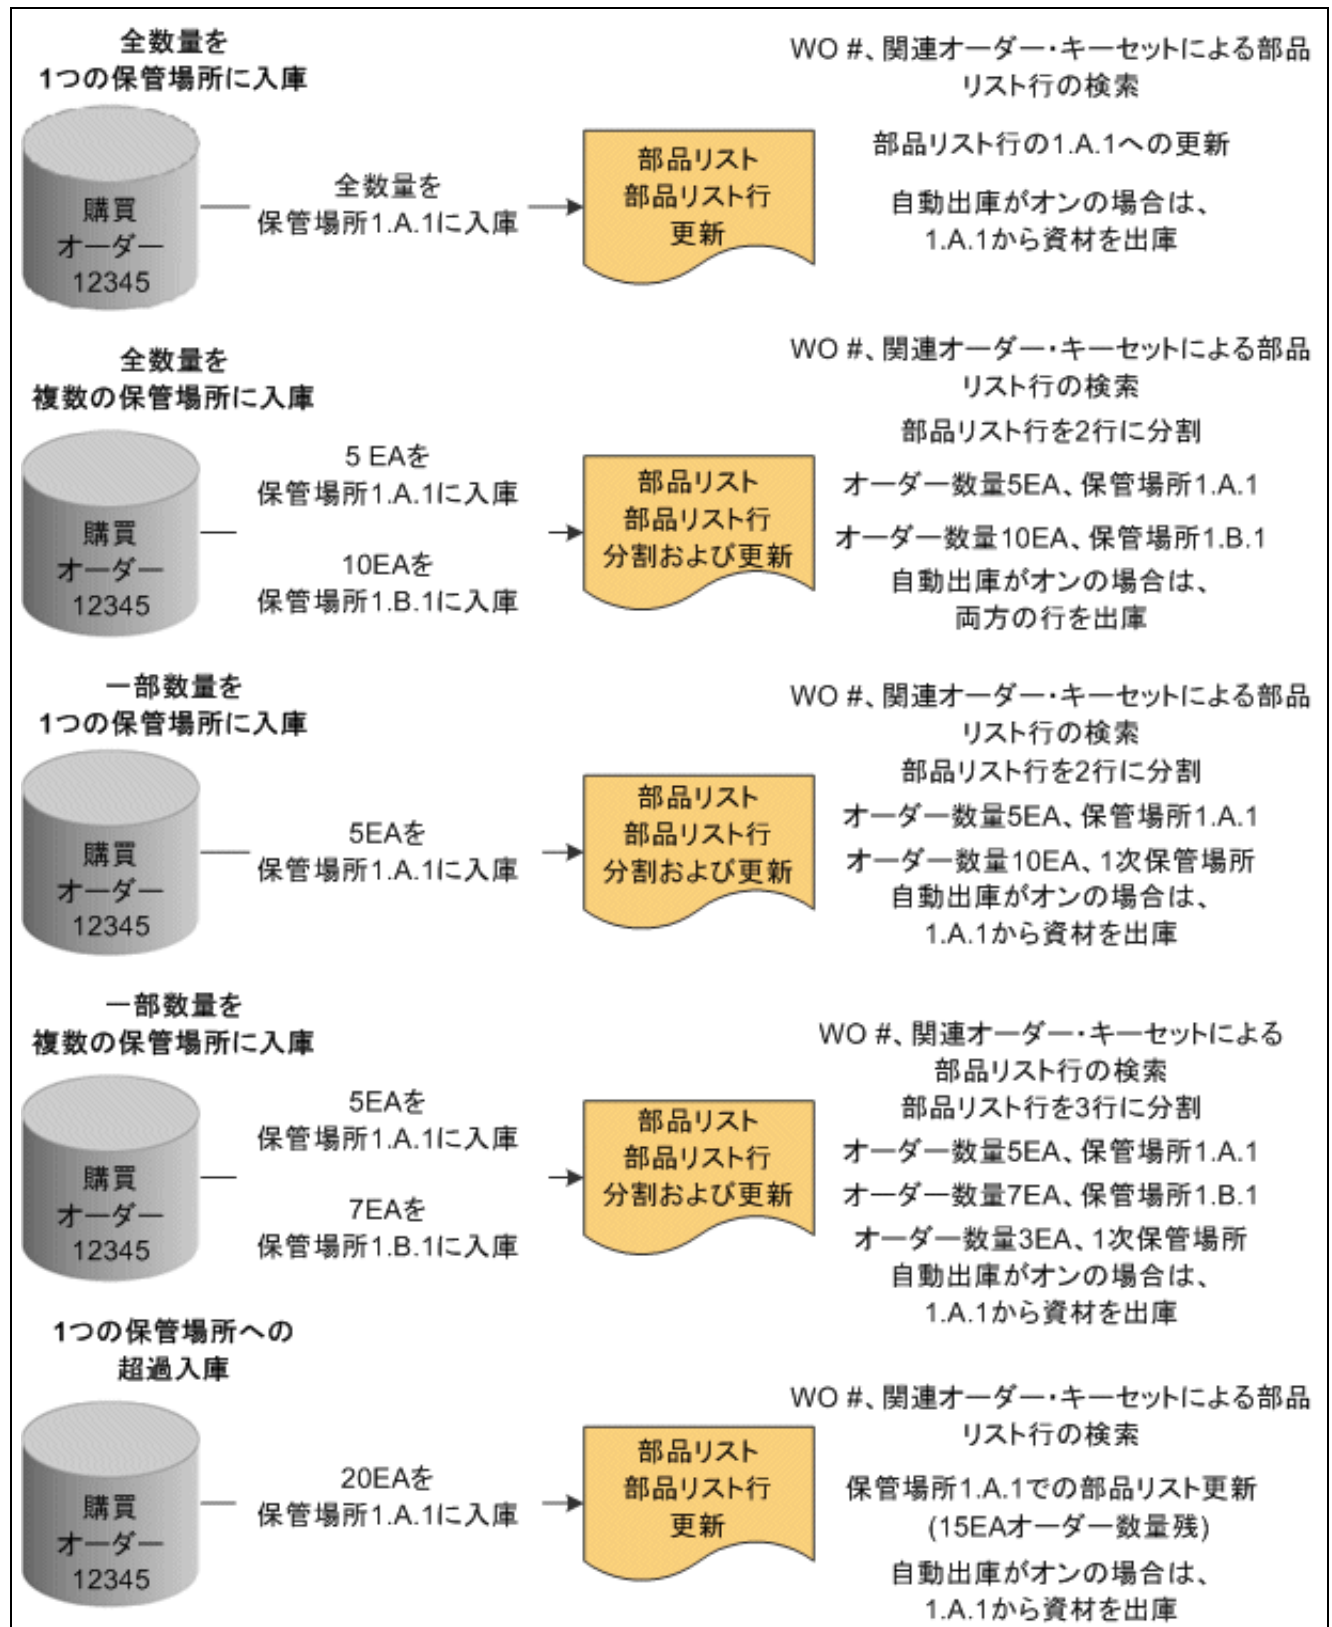 全数量を
1つの保管場所に入庫
購買
オーダー
12345
全数量を
保管場所1.A.1に入庫
部品リスト
部品リスト行
更新
WO #、関連オーダー・キーセットによる部品
リスト行の検索
部品リスト行の1.A.1への更新
自動出庫がオンの場合は、
1.A.1から資材を出庫
全数量を
複数の保管場所に入庫
購買
オーダー
12345
5 EAを
保管場所1.A.1に入庫
10EAを
保管場所1.B.1に入庫
部品リスト
部品リスト行
分割および更新
WO #、関連オーダー・キーセットによる部品
リスト行の検索
部品リスト行を2行に分割
オーダー数量5EA、保管場所1.A.1
オーダー数量10EA、保管場所1.B.1
自動出庫がオンの場合は、
両方の行を出庫
一部数量を
1つの保管場所に入庫
購買
オーダー
12345
5EAを
保管場所1.A.1に入庫
部品リスト
部品リスト行
分割および更新
WO #、関連オーダー・キーセットによる部品
リスト行の検索
部品リスト行を2行に分割
オーダー数量5EA、保管場所1.A.1
オーダー数量10EA、1次保管場所
自動出庫がオンの場合は、
1.A.1から資材を出庫
一部数量を
複数の保管場所に入庫
購買
オーダー
12345
5EAを
保管場所1.A.1に入庫
7EAを
保管場所1.B.1に入庫
部品リスト
部品リスト行
分割および更新
WO #、関連オーダー・キーセットによる
部品リスト行の検索
部品リスト行を3行に分割
オーダー数量5EA、保管場所1.A.1
オーダー数量7EA、保管場所1.B.1
オーダー数量3EA、1次保管場所
自動出庫がオンの場合は、
1.A.1から資材を出庫
1つの保管場所への
超過入庫
購買
オーダー
12345
20EAを
保管場所1.A.1に入庫
部品リスト
部品リスト行
更新
WO #、関連オーダー・キーセットによる部品
リスト行の検索
保管場所1.A.1での部品リスト更新
(15EAオーダー数量残)
自動出庫がオンの場合は、
1.A.1から資材を出庫